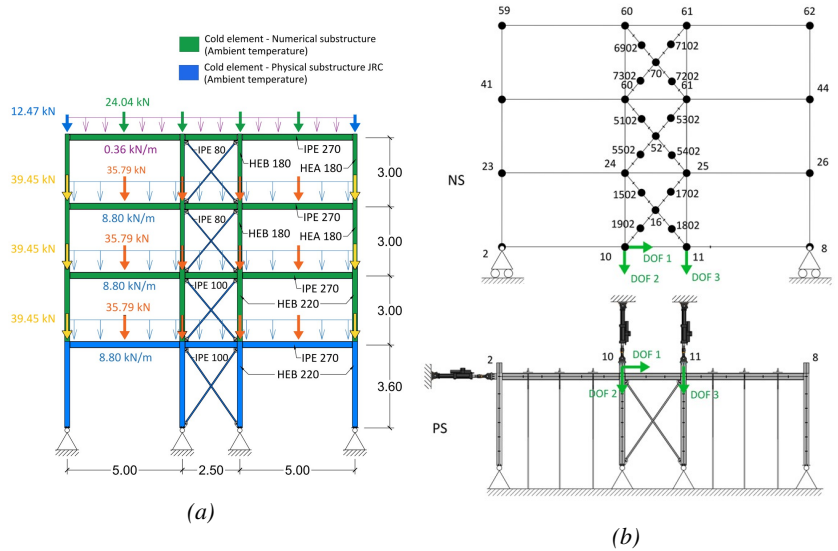 Cold element - Numerical substructure
(Ambient temperature)
Cold element - Physical substructure JRC
(Ambient temperature)
12.47 kN
24.04 kN
0.36 kN/m
IPE 80
IPE 270
HEB 180
HEA 180
3.00
39.45 kN
35.79 kN
8.80 kN/m
IPE 80
IPE 270
HEB 180
HEA 180
3.00
39.45 kN
35.79 kN
8.80 kN/m
IPE 100
IPE 270
HEB 220
3.00
39.45 kN
35.79 kN
8.80 kN/m
IPE 100
IPE 270
HEB 220
3.60
5.00
2.50
5.00
(a)
59
60
61
62
6902
7102
70
7302
7202
41
60
61
44
5102
5302
52
5502
5402
NS
23
24
25
26
1502
1702
16
1902
1802
2
10
11
8
DOF 1
DOF 2
DOF 3
2
10
11
8
DOF 1
DOF 2
DOF 3
PS
(b)